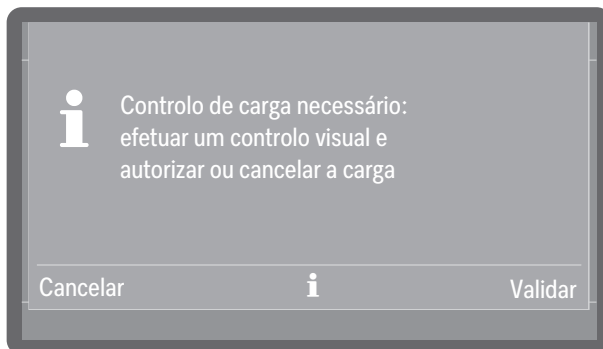 Controlo de carga necessário:
efetuar um controlo visual e
autorizar ou cancelar a carga
Cancelar i Validar